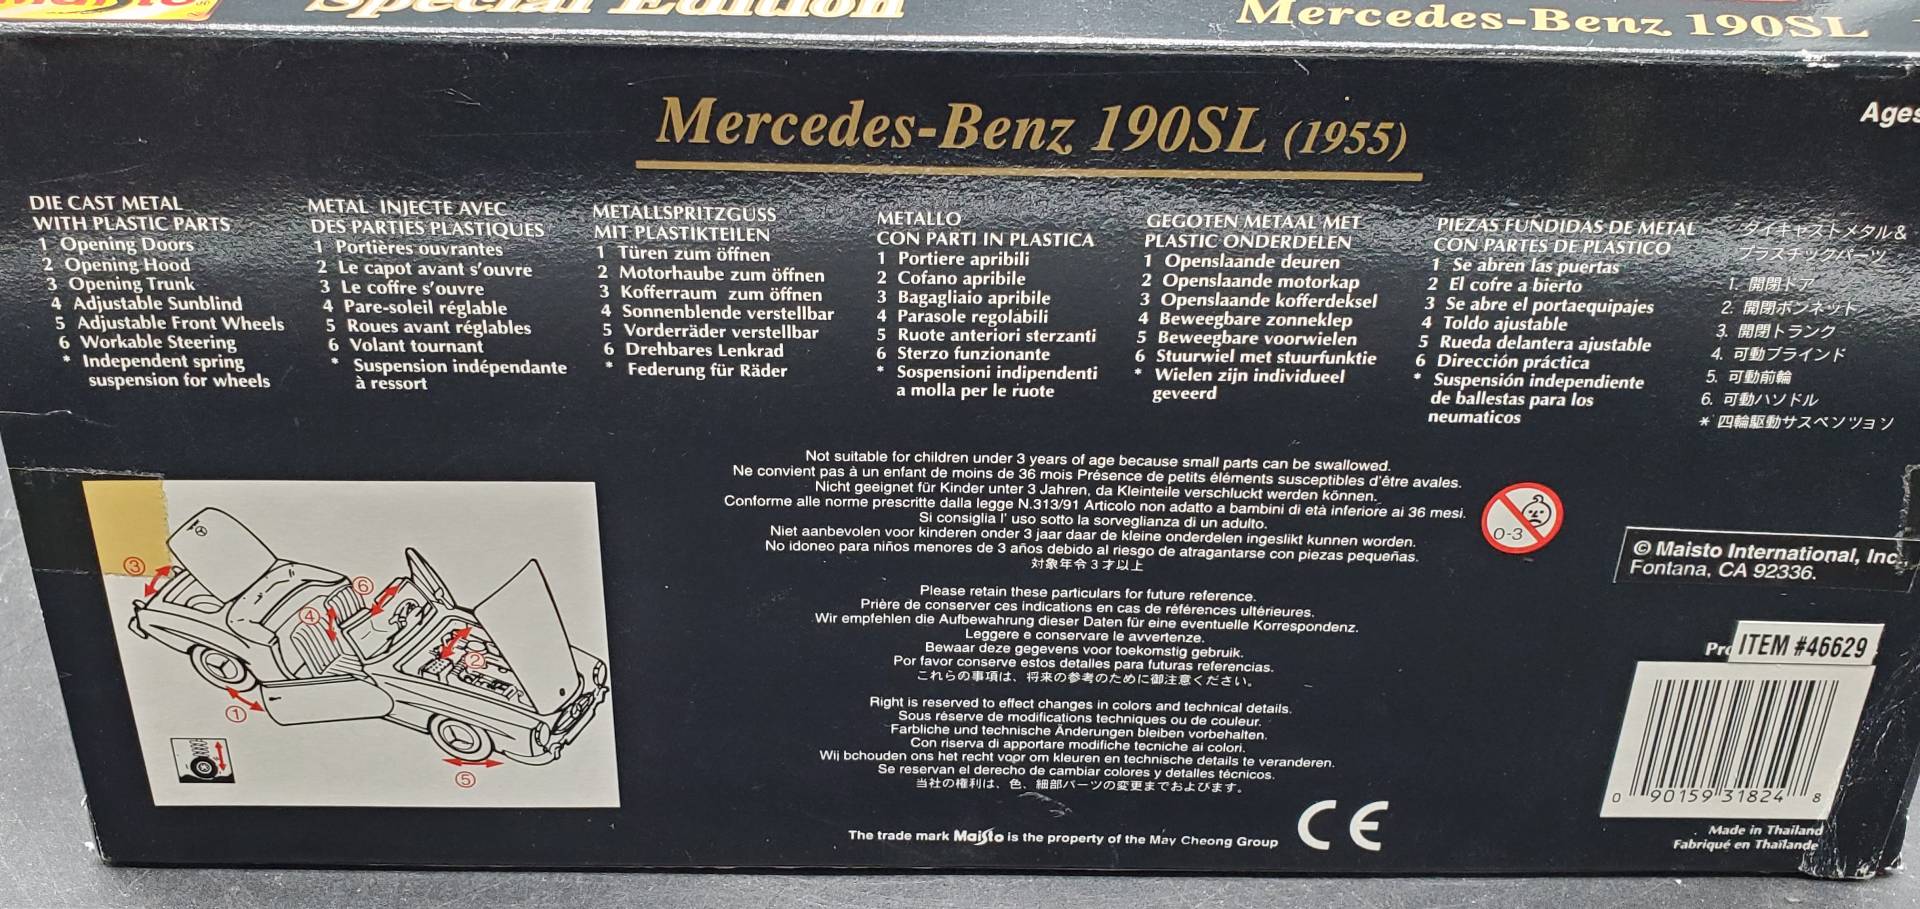 Maisto
Special Edition
Mercedes-Benz 190SL
Mercedes-Benz 190SL (1955)
Ages
DIE CAST METAL
WITH PLASTIC PARTS
1 Opening Doors
2 Opening Hood
3 Opening Trunk
4 Adjustable Sunblind
5 Adjustable Front Wheels
6 Workable Steering
* Independent spring
suspension for wheels
METAL INJECTE AVEC
DES PARTIES PLASTIQUES
1 Portières ouvrantes
2 Le capot avant s'ouvre
3 Le coffre s'ouvre
4 Pare-soleil réglable
5 Roues avant réglables
6 Volant tournant
* Suspension indépendante
à ressort
METALLSPRITZGUSS
MIT PLASTIKTEILEN
1 Türen zum öffnen
2 Motorhaube zum öffnen
3 Kofferraum zum öffnen
4 Sonnenblende verstellbar
5 Vorderräder verstellbar
6 Drehbares Lenkrad
* Federung für Räder
METALLO
CON PARTI IN PLASTICA
1 Portiere apribili
2 Cofano apribile
3 Bagagliaio apribile
4 Parasole regolabili
5 Ruote anteriori sterzanti
6 Sterzo funzionante
* Sospensioni indipendenti
a molla per le ruote
GEGOTEN METAAL MET
PLASTIC ONDERDELEN
1 Openslaande deuren
2 Openslaande motorkap
3 Openslaande kofferdeksel
4 Beweegbare zonneklep
5 Beweegbare voorwielen
6 Stuurwiel met stuurfunktie
* Wielen zijn individueel
geveerd
PIEZAS FUNDIDAS DE METAL
CON PARTES DE PLASTICO
1 Se abren las puertas
2 El cofre a bierto
3 Se abre el portaequipajes
4 Toldo ajustable
5 Rueda delantera ajustable
6 Dirección práctica
* Suspensión independiente
de ballestas para los
neumaticos
ダイキャストメタル&
プラスチックパーツ
1. 開閉ドア
2. 開閉ボンネット
3. 開閉トランク
4. 可動ブラインド
5. 可動前輪
6. 可動ハンドル
* 四輪駆動サスペンツョン
Not suitable for children under 3 years of age because small parts can be swallowed.
Ne convient pas à un enfant de moins de 36 mois Présence de petits éléments susceptibles d'être avales.
Nicht geeignet für Kinder unter 3 Jahren, da Kleinteile verschluckt werden können.
Conforme alle norme prescritte dalla legge N.313/91 Articolo non adatto a bambini di età inferiore ai 36 mesi.
Si consiglia l' uso sotto la sorveglianza di un adulto.
Niet aanbevolen voor kinderen onder 3 jaar daar de kleine onderdelen ingeslikt kunnen worden.
No idoneo para niños menores de 3 años debido al riesgo de atragantarse con piezas pequeñas.
対象年令3才以上
0-3
Please retain these particulars for future reference.
Prière de conserver ces indications en cas de références ultérieures.
Wir empfehlen die Aufbewahrung dieser Daten für eine eventuelle Korrespondenz.
Leggere e conservare le avvertenze.
Bewaar deze gegevens voor toekomstig gebruik.
Por favor conserve estos detalles para futuras referencias.
これらの事項は、将来の参考のために御注意ください。
Right is reserved to effect changes in colors and technical details.
Sous réserve de modifications techniques ou de couleur.
Farbliche und technische Änderungen bleiben vorbehalten.
Con riserva di apportare modifiche tecniche ai colori.
Wij bchouden ons het recht voor om kleuren en technische details te veranderen.
Se reservan el derecho de cambiar colores y detalles técnicos.
当社の権利は、色、細部パーツの変更までおよびます。
The trade mark Maisto is the property of the May Cheong Group
CE
3
6
4
2
1
5
© Maisto International, Inc.,
Fontana, CA 92336.
ITEM #46629
0 90159 31824 8
Made in Thailand
Fabriqué en Thaïlande